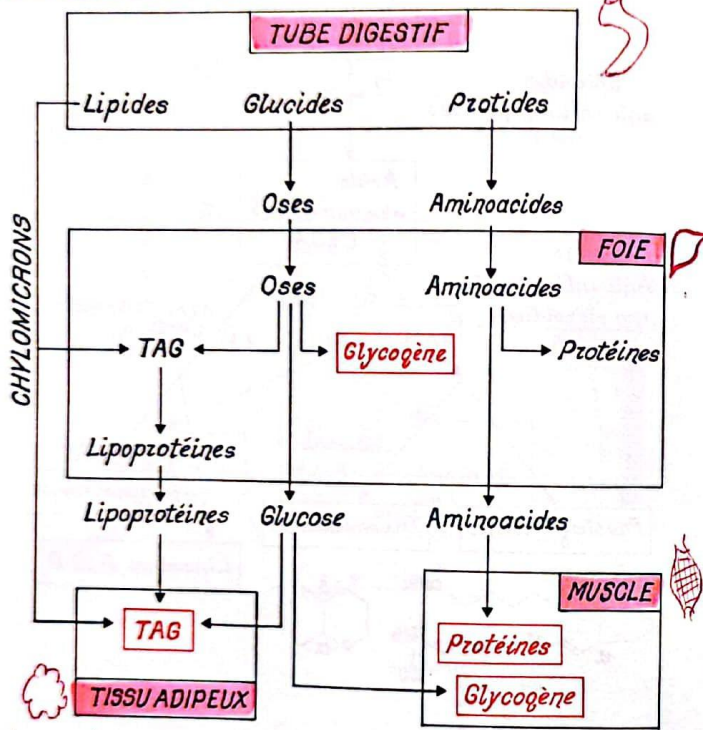 TUBE DIGESTIF
Lipides Glucides Protides
Oses Aminoacides
FOIE
Oses Aminoacides
CHYLOMICRONS
TAG Glycogène Protéines
Lipoprotéines
Lipoprotéines Glucose Aminoacides
MUSCLE
TAG Protéines
Glycogène
TISSU ADIPEUX